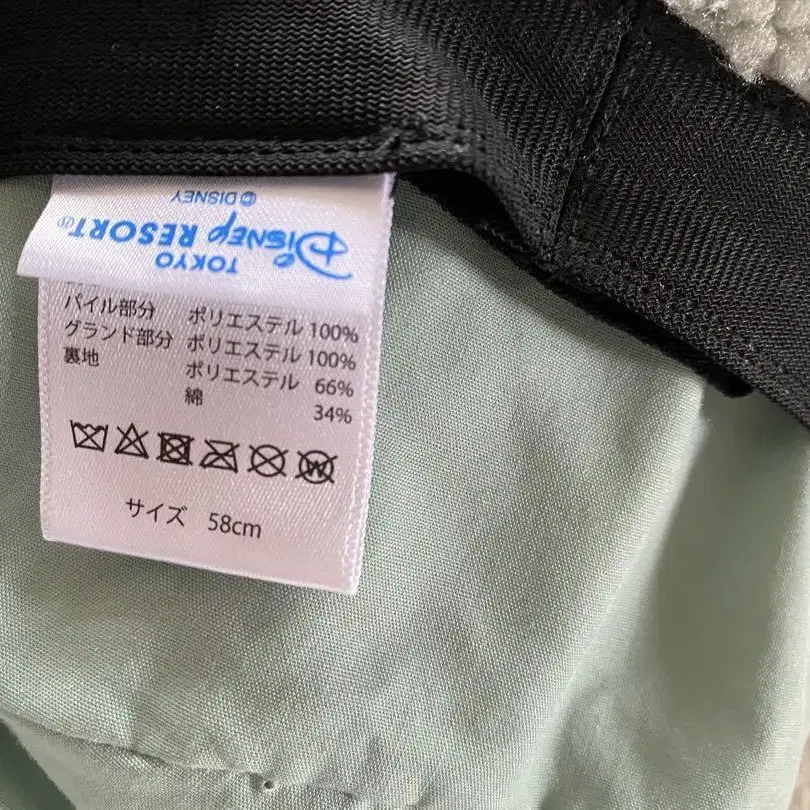 TOKYO
Disney RESORT®
© DISNEY
パイル部分 ポリエステル 100%
グランド部分 ポリエステル 100%
裏地 ポリエステル 66%
綿 34%
サイズ 58cm